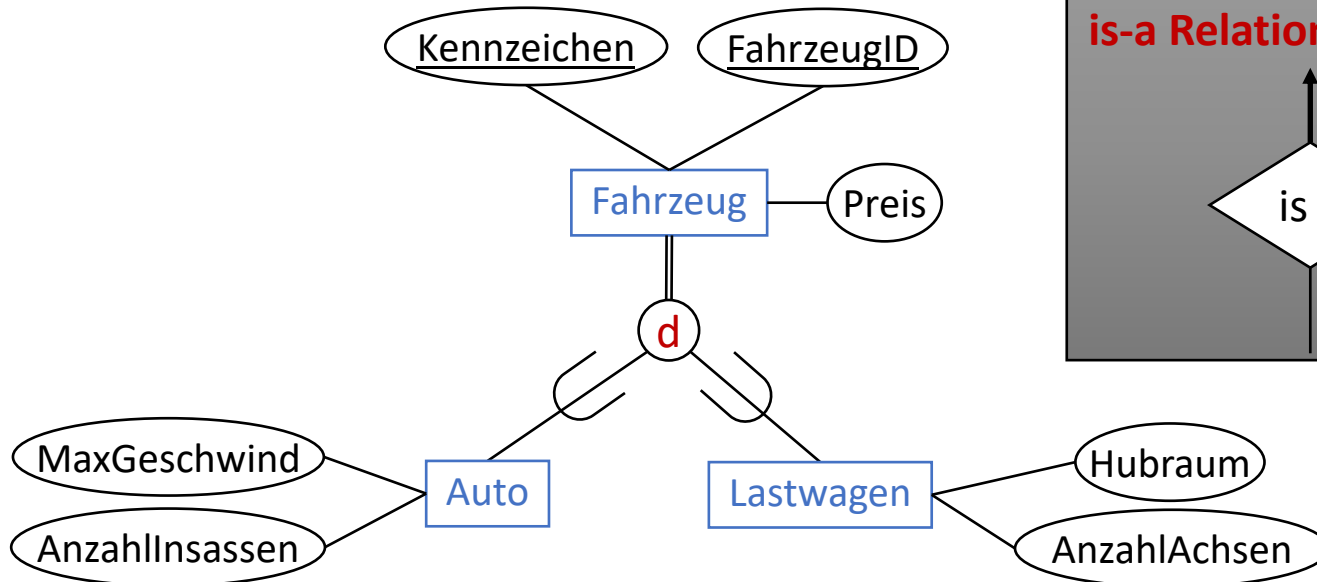 Kennzeichen
FahrzeugID
is-a Relation
Fahrzeug
Preis
is
d
MaxGeschwind
Auto
Lastwagen
Hubraum
AnzahlInsassen
AnzahlAchsen